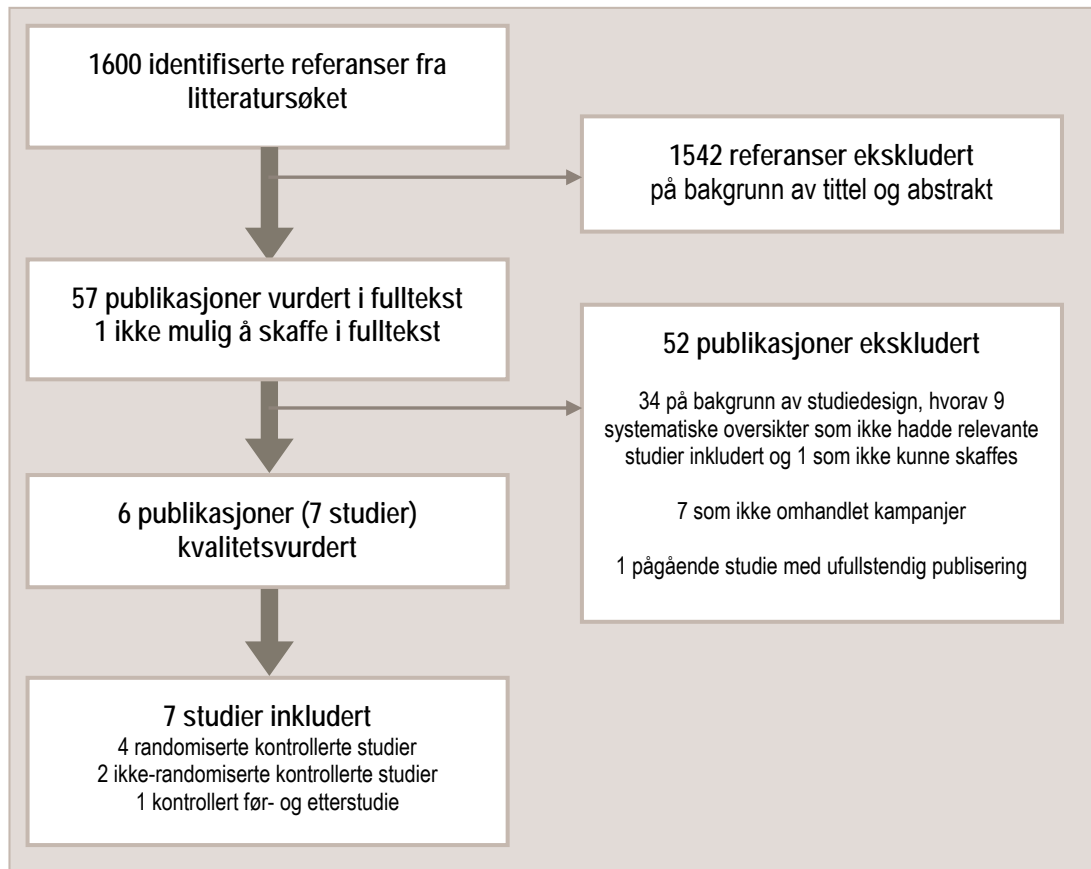 1600 identifiserte referanser fra
litteratursøket
1542 referanser ekskludert
på bakgrunn av tittel og abstrakt
57 publikasjoner vurdert i fulltekst
1 ikke mulig å skaffe i fulltekst
52 publikasjoner ekskludert
34 på bakgrunn av studiedesign, hvorav 9
systematiske oversikter som ikke hadde relevante
studier inkludert og 1 som ikke kunne skaffes
7 som ikke omhandlet kampanjer
1 pågående studie med ufullstendig publisering
6 publikasjoner (7 studier)
kvalitetsvurdert
7 studier inkludert
4 randomiserte kontrollerte studier
2 ikke-randomiserte kontrollerte studier
1 kontrollert før- og etterstudie